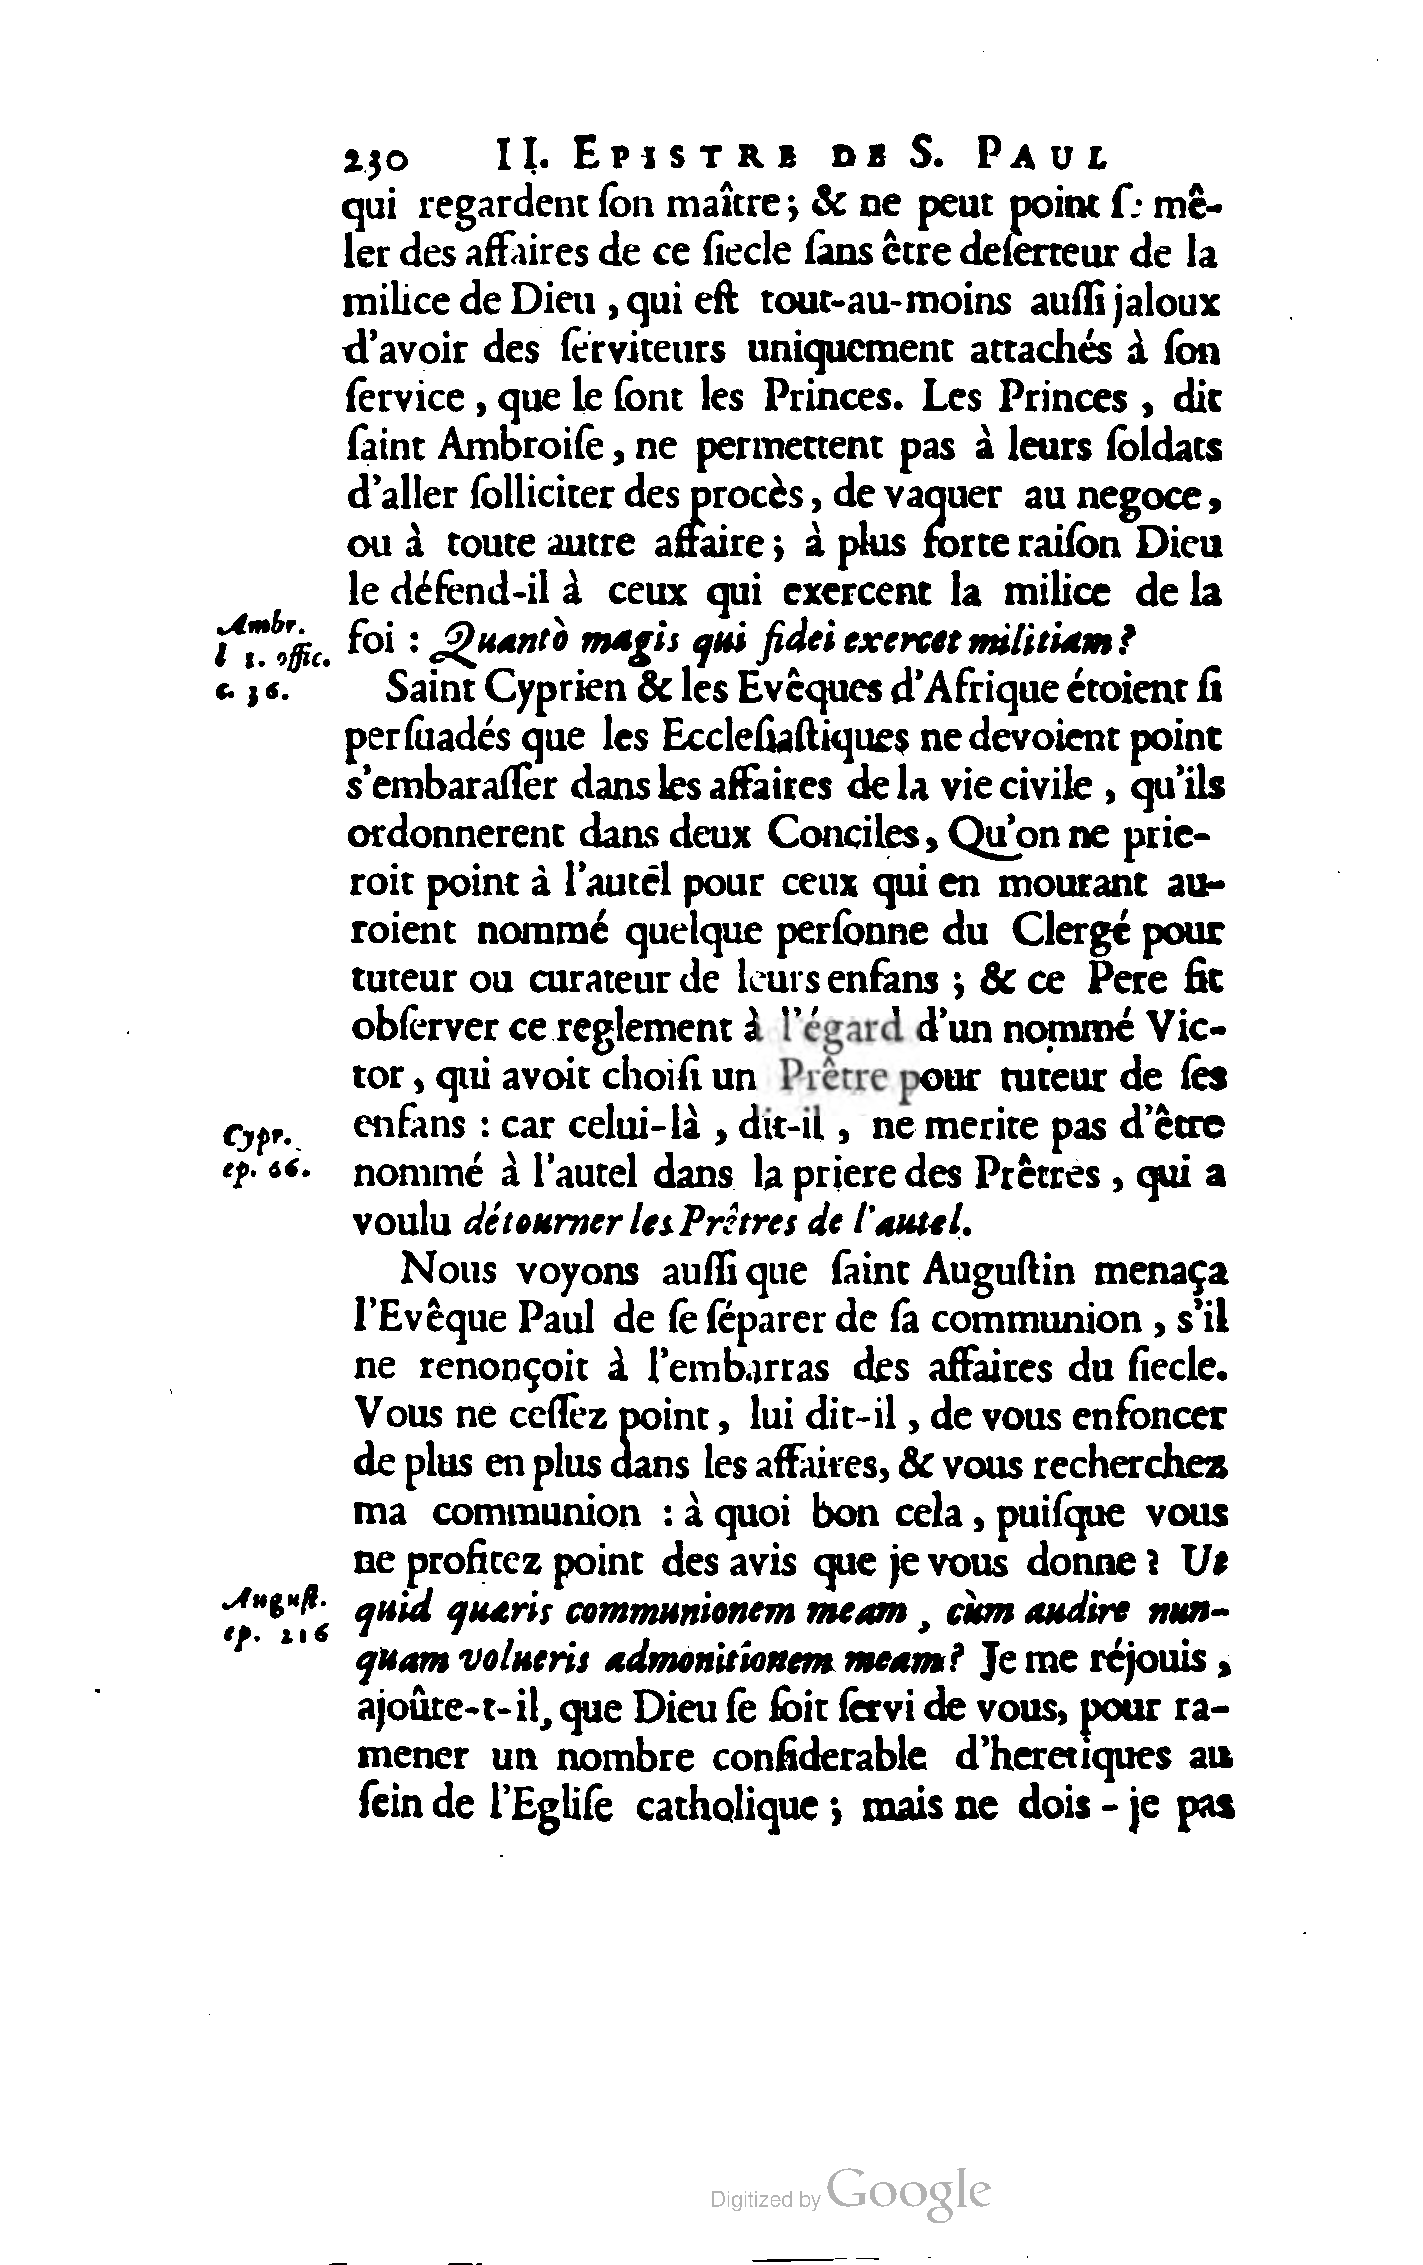 230 II. EPISTRE DE S. PAUL
qui regardent ſon maître; & ne peut point ſe mê-
ler des affaires de ce ſiecle ſans être deſerteur de la
milice de Dieu, qui eſt tout-au-moins auſſi jaloux
d'avoir des ſerviteurs uniquement attachés à ſon
ſervice, que le ſont les Princes. Les Princes, dit
ſaint Ambroiſe, ne permettent pas à leurs ſoldats
d'aller ſolliciter des procès, de vaquer au negoce,
ou à toute autre affaire; à plus forte raiſon Dieu
le défend-il à ceux qui exercent la milice de la
Ambr.
l 1. offic.
c. 36.
foi : Quantò magis qui fidei exercet militiam?
Saint Cyprien & les Evêques d'Afrique étoient ſi
perſuadés que les Eccleſiaſtiques ne devoient point
s'embaraſſer dans les affaires de la vie civile, qu'ils
ordonnerent dans deux Conciles, Qu'on ne prie-
roit point à l'autel pour ceux qui en mourant au-
roient nommé quelque perſonne du Clergé pour
tuteur ou curateur de leurs enfans ; & ce Pere fit
obſerver ce reglement à l'égard d'un nommé Vic-
tor, qui avoit choiſi un Prêtre pour tuteur de ſes
enfans : car celui-là, dit-il, ne merite pas d'être
Cypr.
ep. 66.
nommé à l'autel dans la priere des Prêtres, qui a
voulu détourner les Prêtres de l'autel.
Nous voyons auſſi que ſaint Auguſtin menaça
l'Evêque Paul de ſe ſéparer de ſa communion, s'il
ne renonçoit à l'embarras des affaires du ſiecle.
Vous ne ceſſez point, lui dit-il, de vous enfoncer
de plus en plus dans les affaires, & vous recherchez
ma communion : à quoi bon cela, puiſque vous
ne profitez point des avis que je vous donne ? Ut
Auguſt.
ep. 216
quid quæris communionem meam, cùm audire nun-
quam volueris admonitionem meam? Je me réjouis,
ajoûte-t-il, que Dieu ſe ſoit ſervi de vous, pour ra-
mener un nombre conſiderable d'heretiques au
ſein de l'Egliſe catholique; mais ne dois-je pas
Digitized by Google